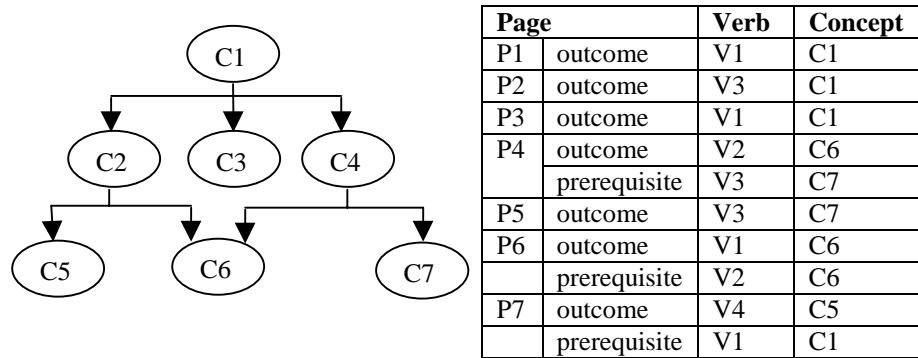 C1
C2 C3 C4
C5 C6 C7
Page Verb Concept
P1 outcome V1 C1
P2 outcome V3 C1
P3 outcome V1 C1
P4 outcome V2 C6
prerequisite V3 C7
P5 outcome V3 C7
P6 outcome V1 C6
prerequisite V2 C6
P7 outcome V4 C5
prerequisite V1 C1